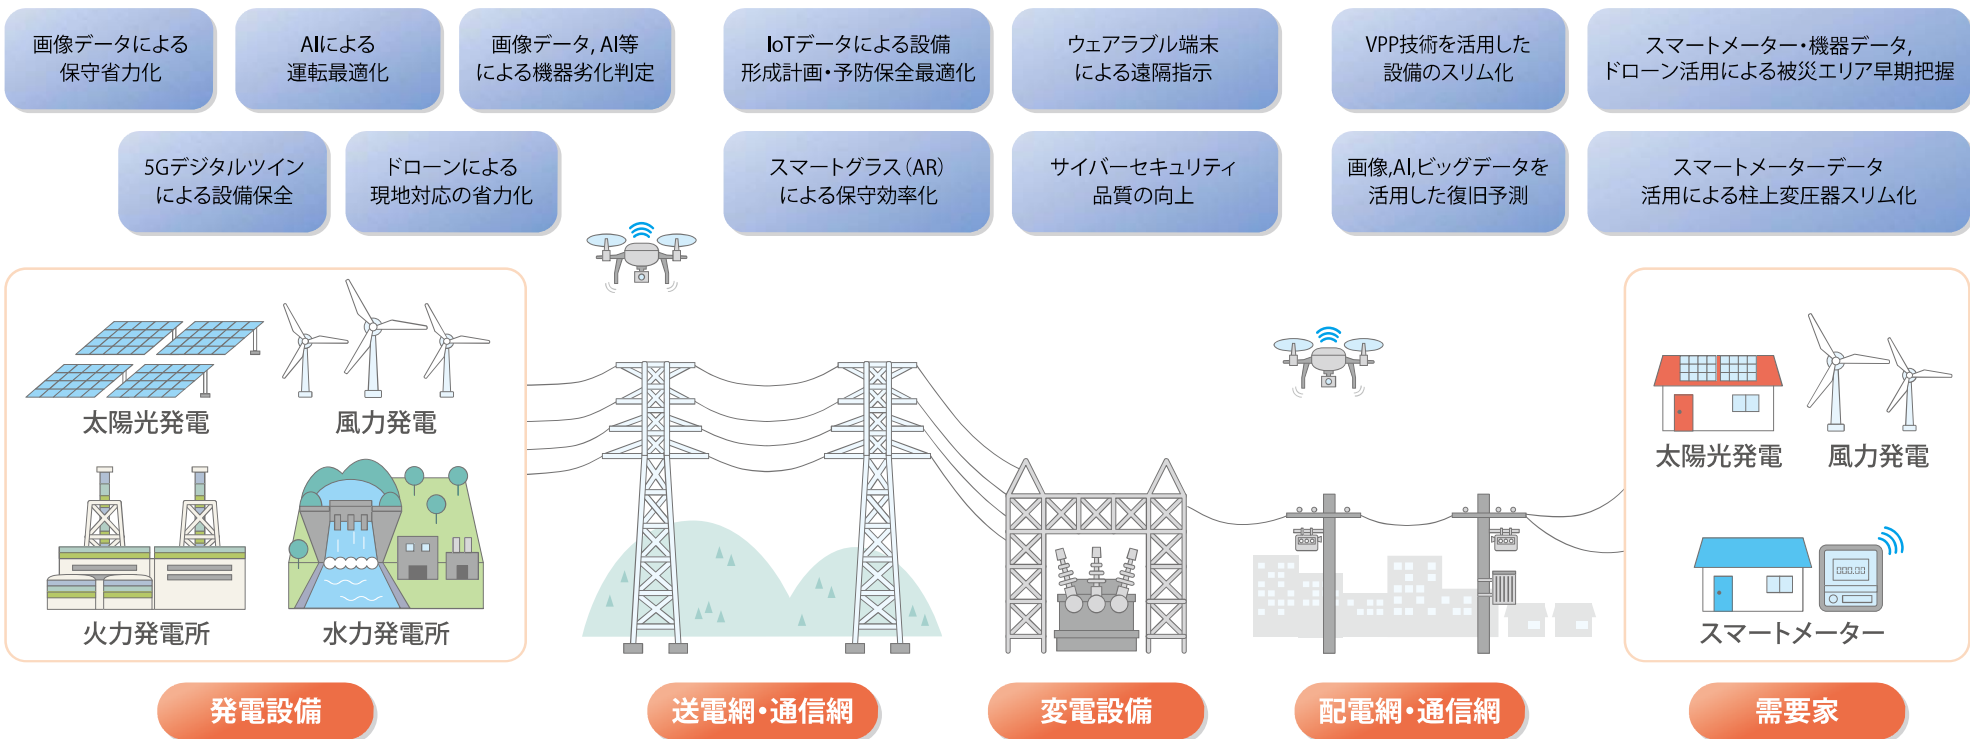 画像データによる
保守省力化
AIによる
運転最適化
画像データ, AI等
による機器劣化判定
IoTデータによる設備
形成計画・予防保全最適化
ウェアラブル端末
による遠隔指示
VPP技術を活用した
設備のスリム化
スマートメーター・機器データ,
ドローン活用による被災エリア早期把握
5Gデジタルツイン
による設備保全
ドローンによる
現地対応の省力化
スマートグラス（AR）
による保守効率化
サイバーセキュリティ
品質の向上
画像,AI,ビッグデータを
活用した復旧予測
スマートメーターデータ
活用による柱上変圧器スリム化
太陽光発電
風力発電
火力発電所
水力発電所
太陽光発電
風力発電
スマートメーター
発電設備
送電網・通信網
変電設備
配電網・通信網
需要家